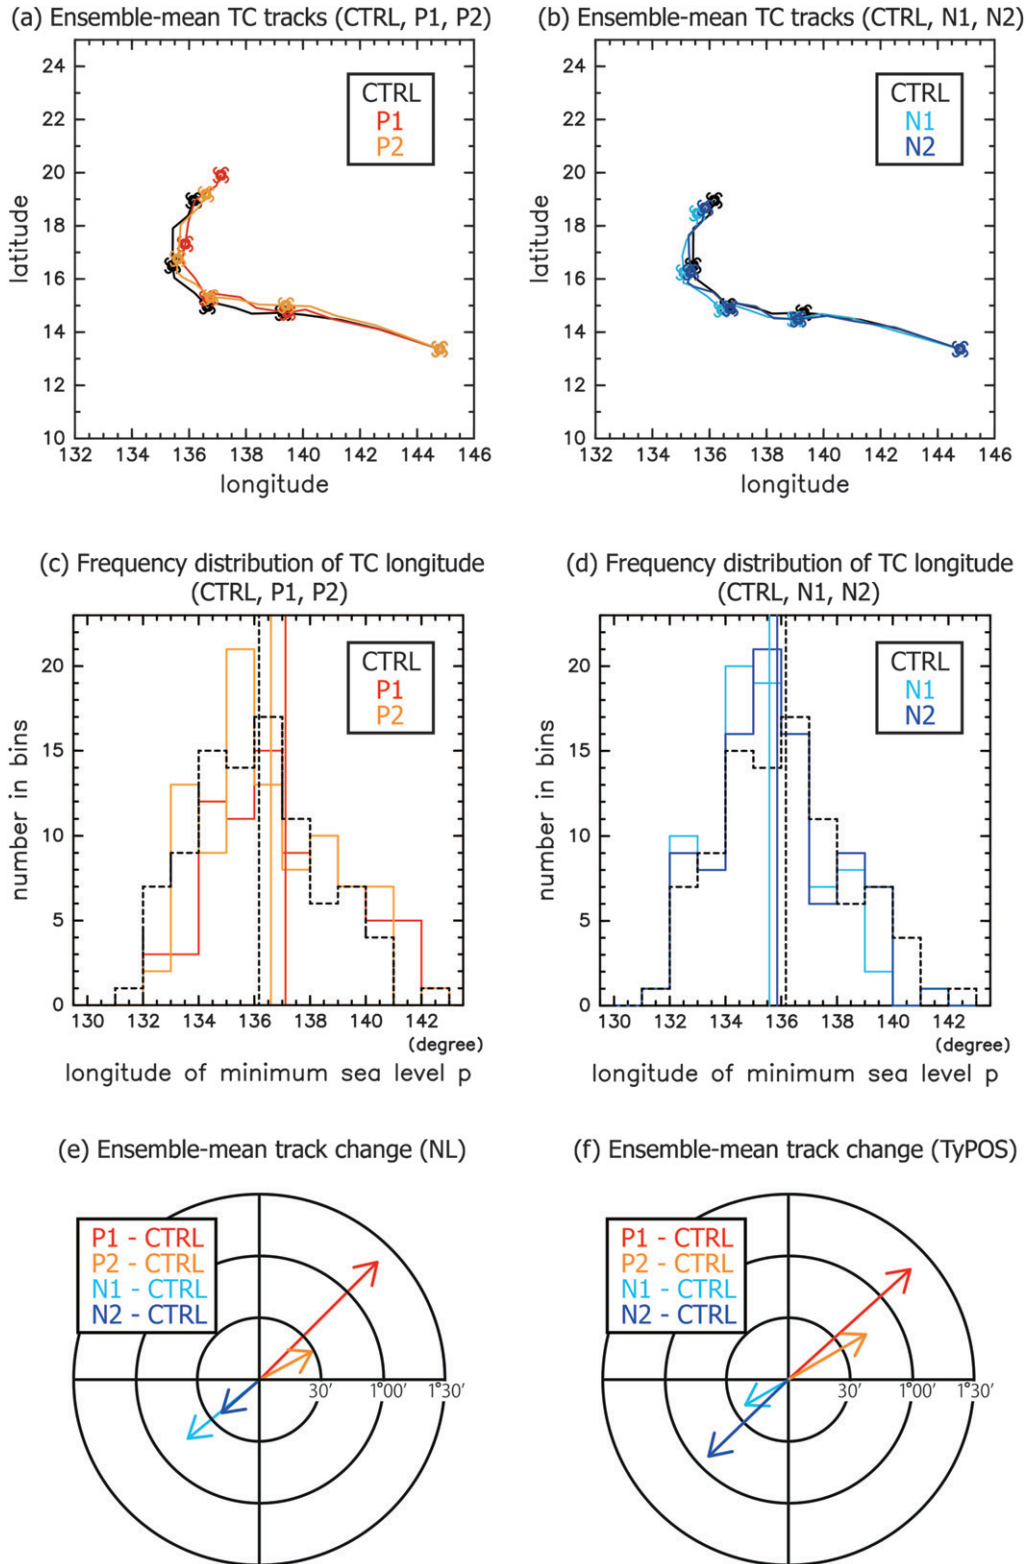 (a) Ensemble-mean TC tracks (CTRL, P1, P2)
24
22
20
18
16
14
12
10
latitude
CTRL
P1
P2
132 134 136 138 140 142 144 146
longitude
(b) Ensemble-mean TC tracks (CTRL, N1, N2)
24
22
20
18
16
14
12
10
latitude
CTRL
N1
N2
132 134 136 138 140 142 144 146
longitude
(c) Frequency distribution of TC longitude
(CTRL, P1, P2)
20
15
10
5
0
number in bins
CTRL
P1
P2
130 132 134 136 138 140 142
(degree)
longitude of minimum sea level p
(d) Frequency distribution of TC longitude
(CTRL, N1, N2)
20
15
10
5
0
number in bins
CTRL
N1
N2
130 132 134 136 138 140 142
(degree)
longitude of minimum sea level p
(e) Ensemble-mean track change (NL)
P1 - CTRL
P2 - CTRL
N1 - CTRL
N2 - CTRL
30′ 1°00′ 1°30′
(f) Ensemble-mean track change (TyPOS)
P1 - CTRL
P2 - CTRL
N1 - CTRL
N2 - CTRL
30′ 1°00′ 1°30′